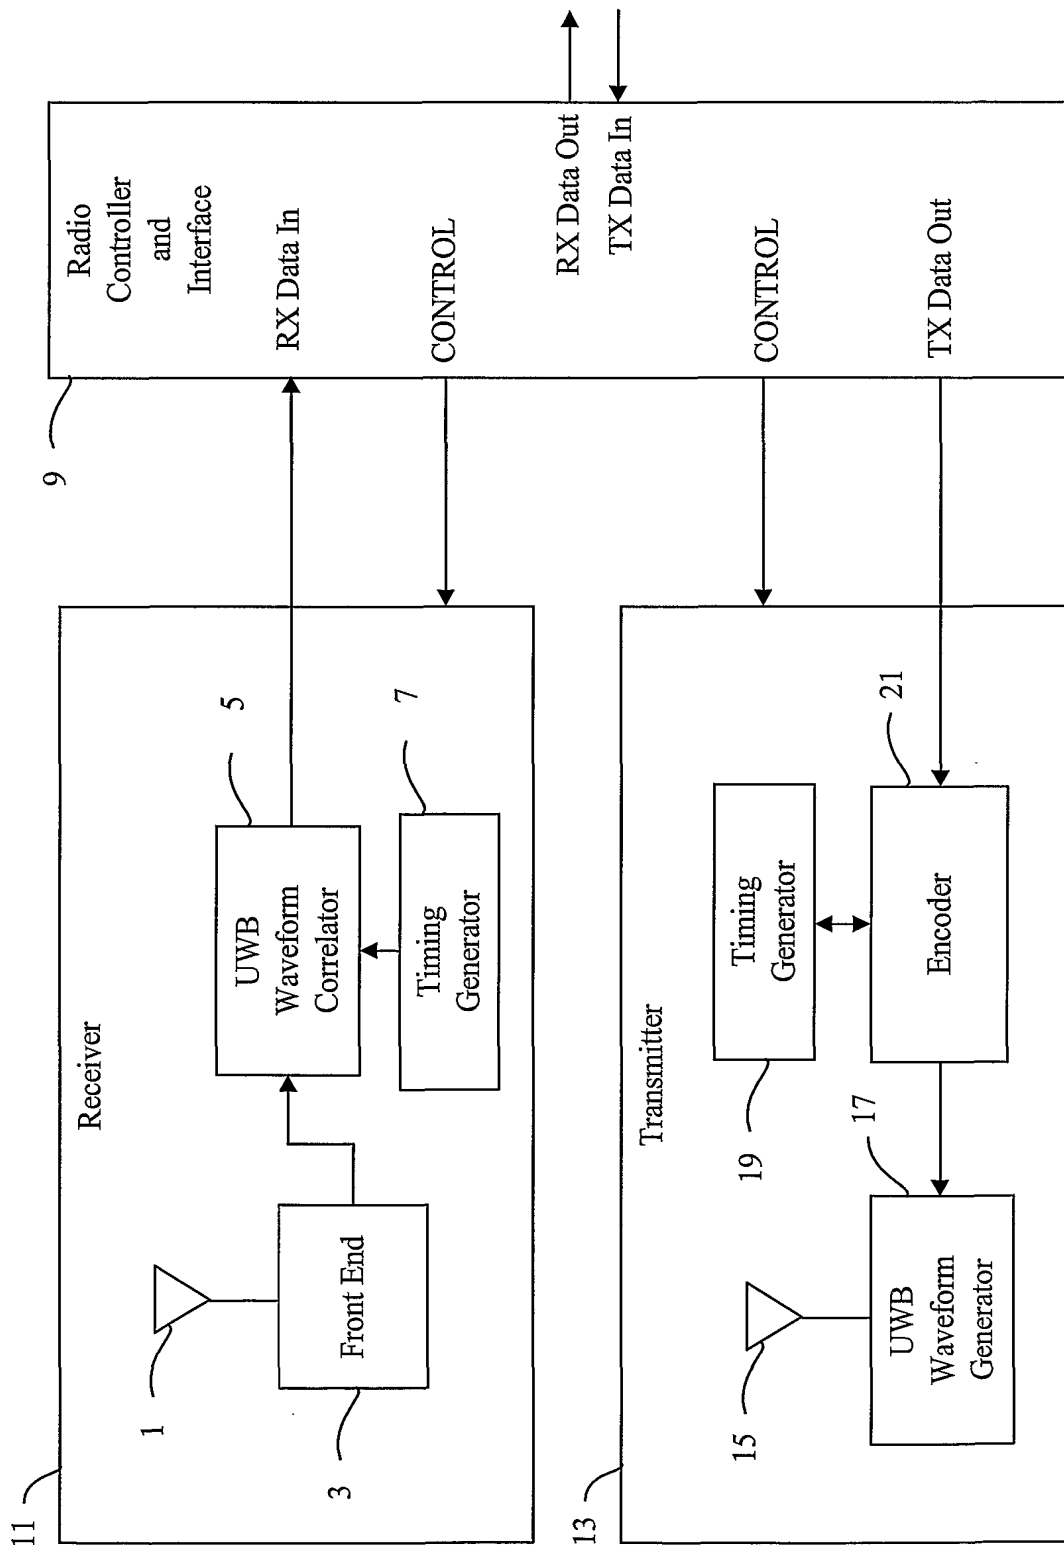 11
Receiver
1
3
Front End
5
UWB
Waveform
Correlator
7
Timing
Generator
9
Radio
Controller
and
Interface
RX Data In
CONTROL
RX Data Out
TX Data In
CONTROL
TX Data Out
13
Transmitter
15
17
UWB
Waveform
Generator
19
Timing
Generator
21
Encoder